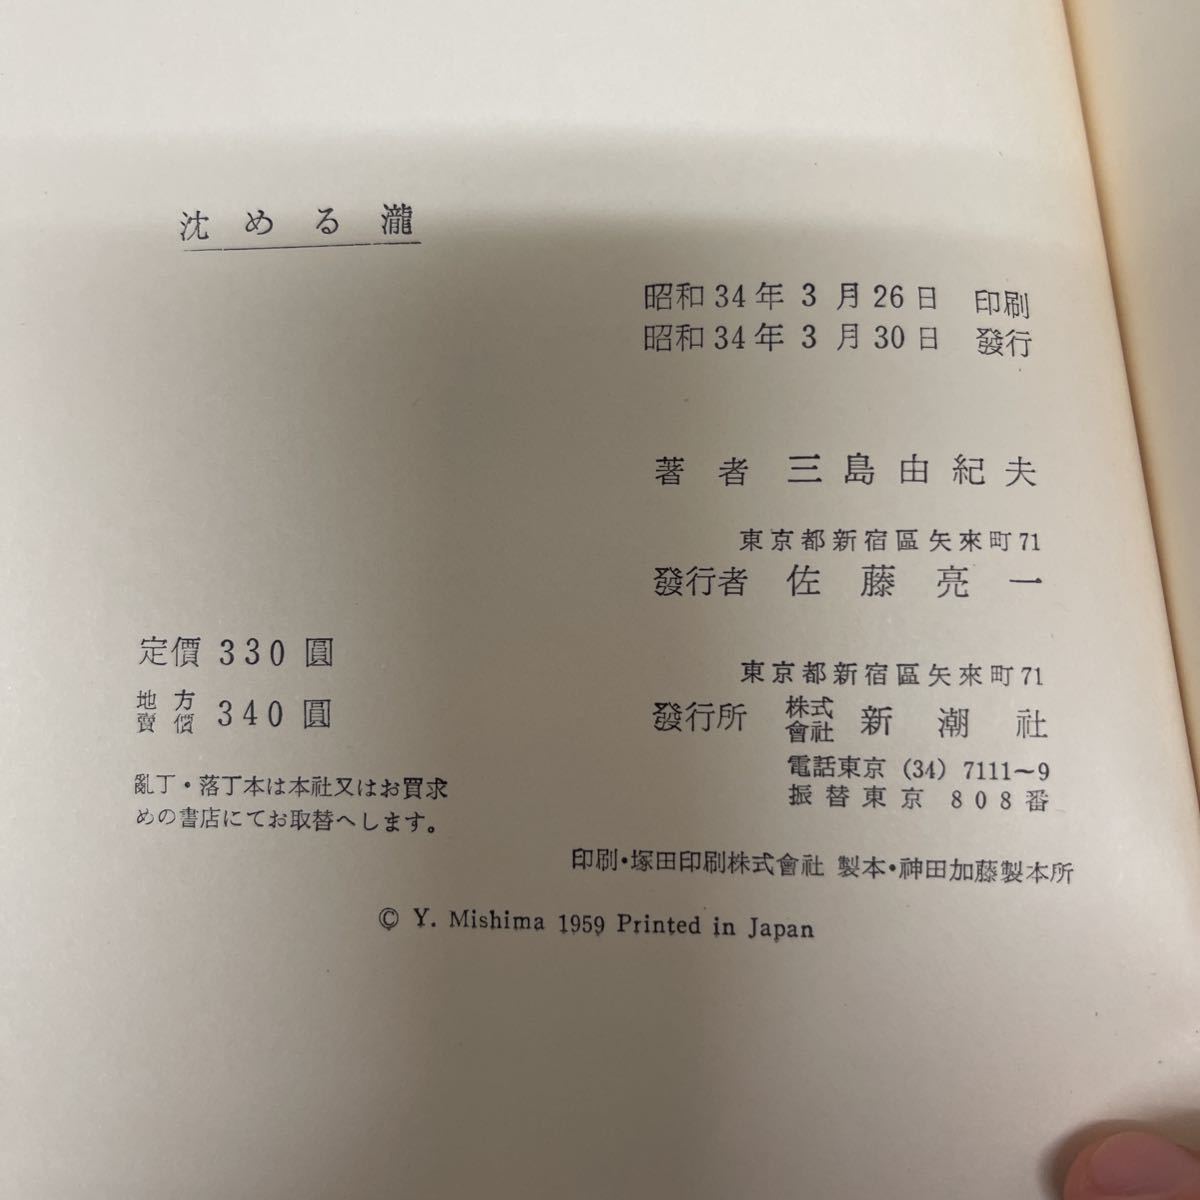 沈める瀧
昭和34年3月26日 印刷
昭和34年3月30日 發行
著者 三島由紀夫
東京都新宿區矢來町71
發行者 佐藤亮一
東京都新宿區矢來町71
發行所 株式會社 新潮社
電話東京 (34) 7111〜9
振替東京 808番
定價 330 圓
地方賣價 340 圓
亂丁・落丁本は本社又はお買求
めの書店にてお取替へします。
印刷・塚田印刷株式會社 製本・神田加藤製本所
© Y. Mishima 1959 Printed in Japan